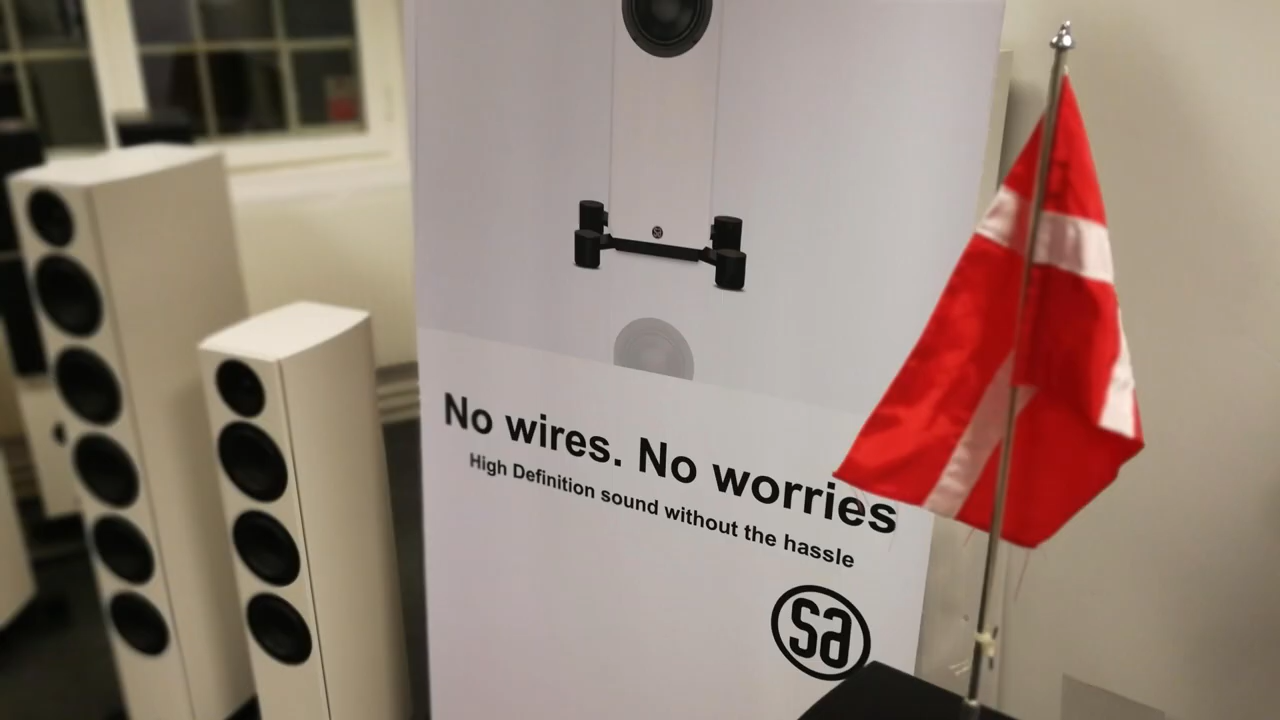 No wires. No worries
High Definition sound without the hassle
sa